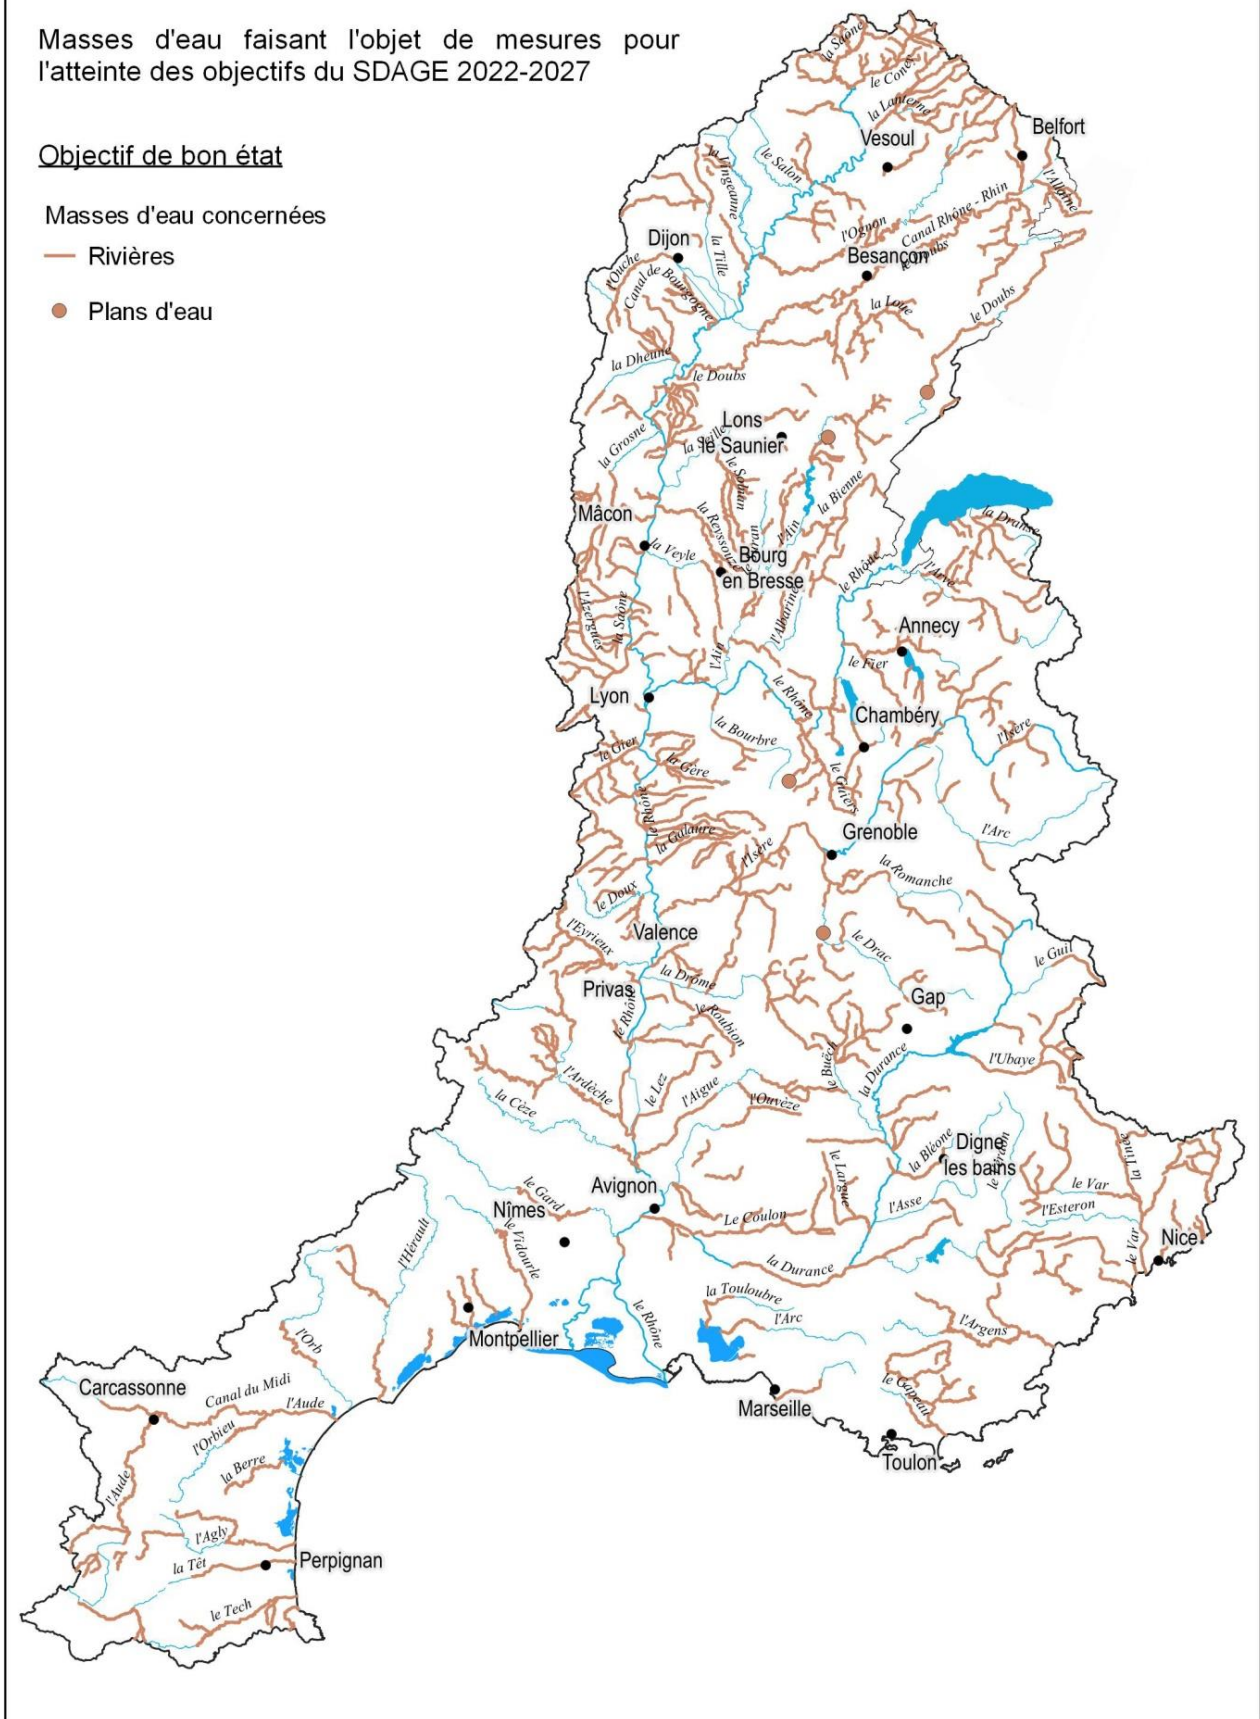 Masses d'eau faisant l'objet de mesures pour
l'atteinte des objectifs du SDAGE 2022-2027
Objectif de bon état
Masses d'eau concernées
Rivières
Plans d'eau
la Saône
le Coney
la Lanterne
Vesoul
Belfort
le Salon
la Vingeanne
l'Allaine
l'Ognon
Canal Rhône - Rhin
Dijon
la Tille
le Doubs
Besançon
l'Ouche
Canal de Bourgogne
la Loue
le Doubs
la Dheune
le Doubs
Lons
le Saunier
la Grosne
la Seille
le Solnan
la Bienne
Mâcon
la Reyssouze
l'Ain
la Dranse
la Veyle
Bourg
en Bresse
le Rhône
l'Arve
l'Azergues
la Saône
l'Albarine
Annecy
l'Ain
le Fier
Lyon
le Rhône
Chambéry
la Bourbre
l'Isère
le Gier
la Gère
le Guiers
le Rhône
la Galaure
Grenoble
l'Arc
l'Isère
la Romanche
le Doux
l'Eyrieux
Valence
le Drac
le Guil
la Drôme
Privas
Gap
le Rhône
le Roubion
le Buëch
la Durance
l'Ubaye
l'Ardèche
le Lez
l'Aigue
l'Ouvèze
la Cèze
la Bléone
Digne
les bains
le Verdon
la Tinée
le Largue
Avignon
le Gard
Nîmes
le Var
l'Asse
l'Esteron
Le Coulon
le Vidourle
l'Hérault
le Var
Nice
la Durance
la Touloubre
le Rhône
l'Arc
l'Argens
l'Orb
Montpellier
Carcassonne
Canal du Midi
l'Aude
le Gapeau
Marseille
l'Orbieu
Toulon
la Berre
l'Aude
l'Agly
la Têt
Perpignan
le Tech